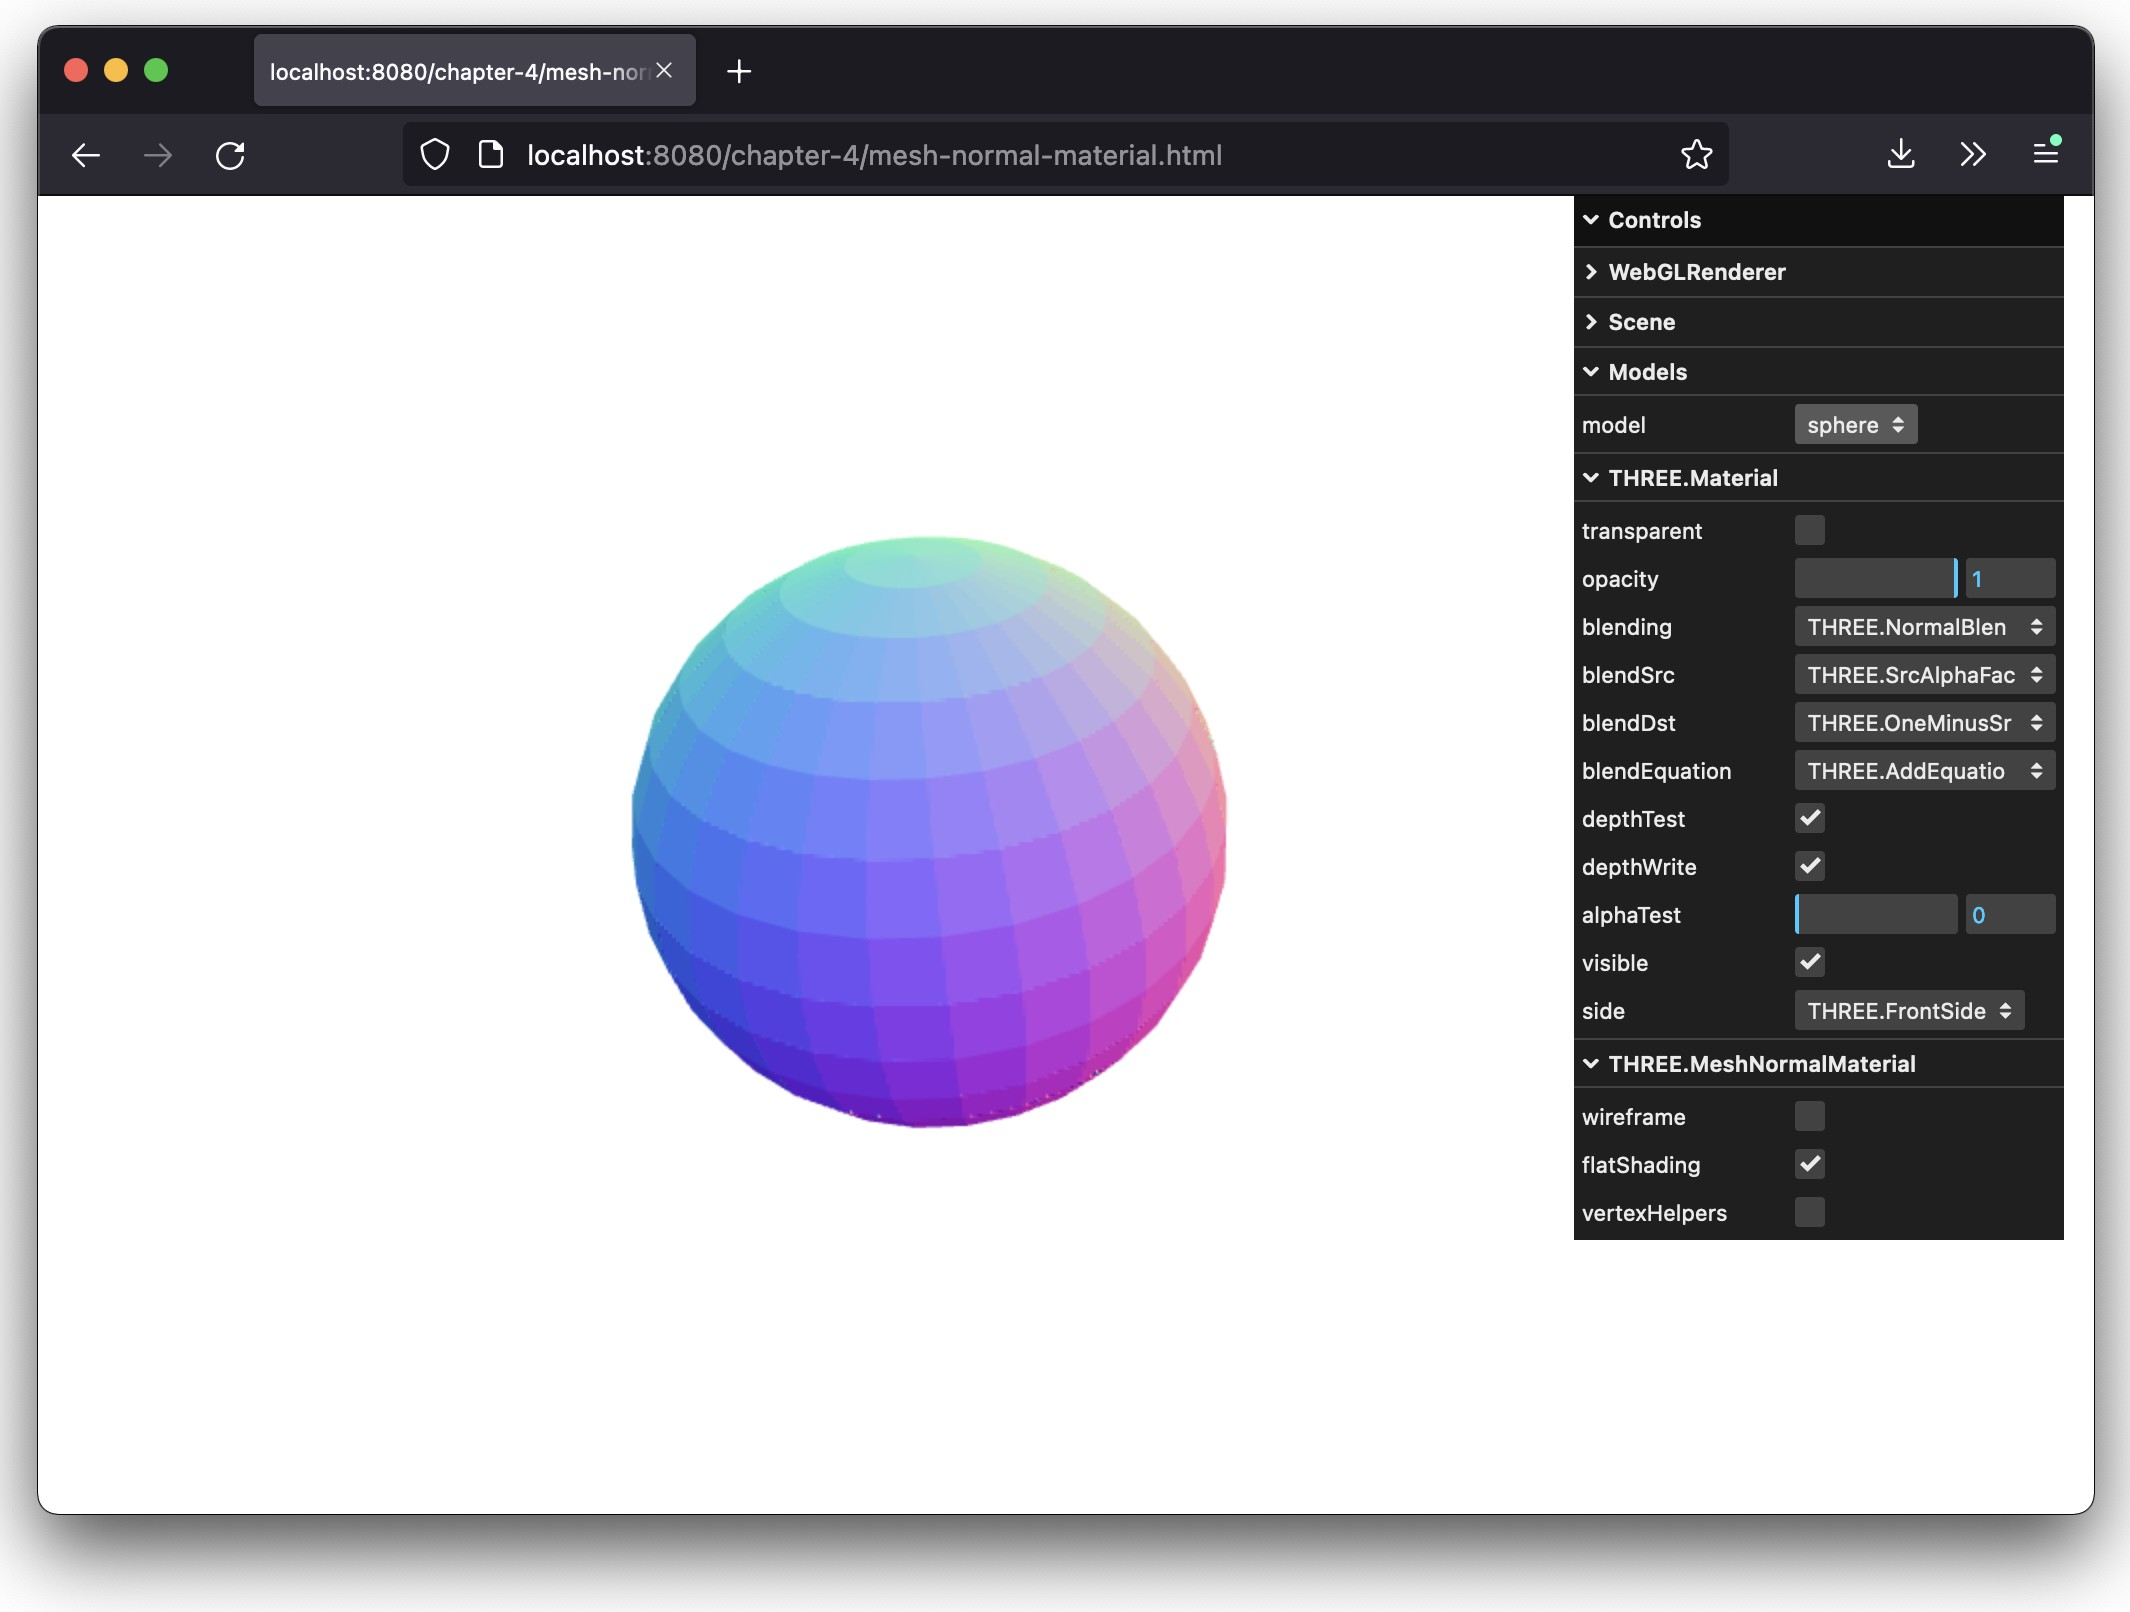 localhost:8080/chapter-4/mesh-nor
localhost:8080/chapter-4/mesh-normal-material.html
Controls
WebGLRenderer
Scene
Models
model sphere
THREE.Material
transparent
opacity 1
blending THREE.NormalBlen
blendSrc THREE.SrcAlphaFac
blendDst THREE.OneMinusSr
blendEquation THREE.AddEquatio
depthTest
depthWrite
alphaTest 0
visible
side THREE.FrontSide
THREE.MeshNormalMaterial
wireframe
flatShading
vertexHelpers